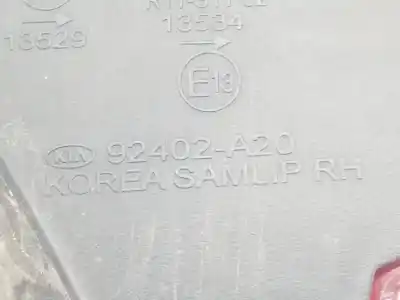 13529
13534
E13
KIA 92402-A20
KOREA SAMLIP RH